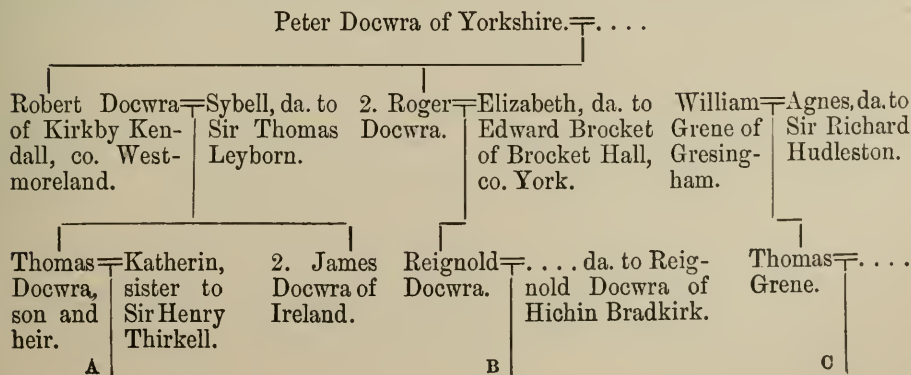 Peter Docwra of Yorkshire.=. . . .
Robert Docwra=Sybell, da. to
of Kirkby Ken- Sir Thomas
dall, co. West- Leyborn.
moreland.
2. Roger=Elizabeth, da. to
Docwra. Edward Brocket
of Brocket Hall,
co. York.
William=Agnes, da. to
Grene of Sir Richard
Gresing- Hudleston.
ham.
Thomas=Katherin,
Docwra, sister to
son and Sir Henry
heir. Thirkell.
A
2. James
Docwra of
Ireland.
Reignold=. . . . da. to Reig-
Docwra. nold Docwra of
Hichin Bradkirk.
B
Thomas=. . . .
Grene.
C